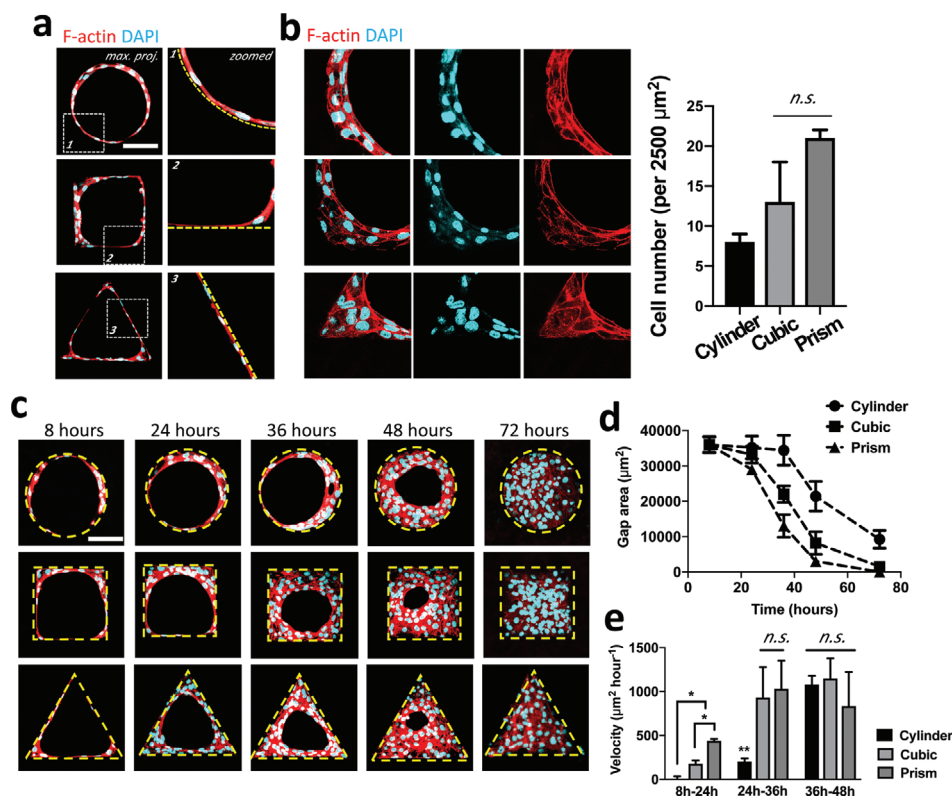 a
F-actin DAPI
max. proj.
zoomed
1
1
2
2
3
3
b
F-actin DAPI
Cell number (per 2500 µm²)
25
20
15
10
5
0
n.s.
Cylinder
Cubic
Prism
c
8 hours
24 hours
36 hours
48 hours
72 hours
d
Cylinder
Cubic
Prism
Gap area (µm²)
40000
30000
20000
10000
0
0 20 40 60 80
Time (hours)
e
Velocity (µm² hour⁻¹)
1500
1000
500
0
*
*
**
n.s.
n.s.
8h-24h
24h-36h
36h-48h
Cylinder
Cubic
Prism